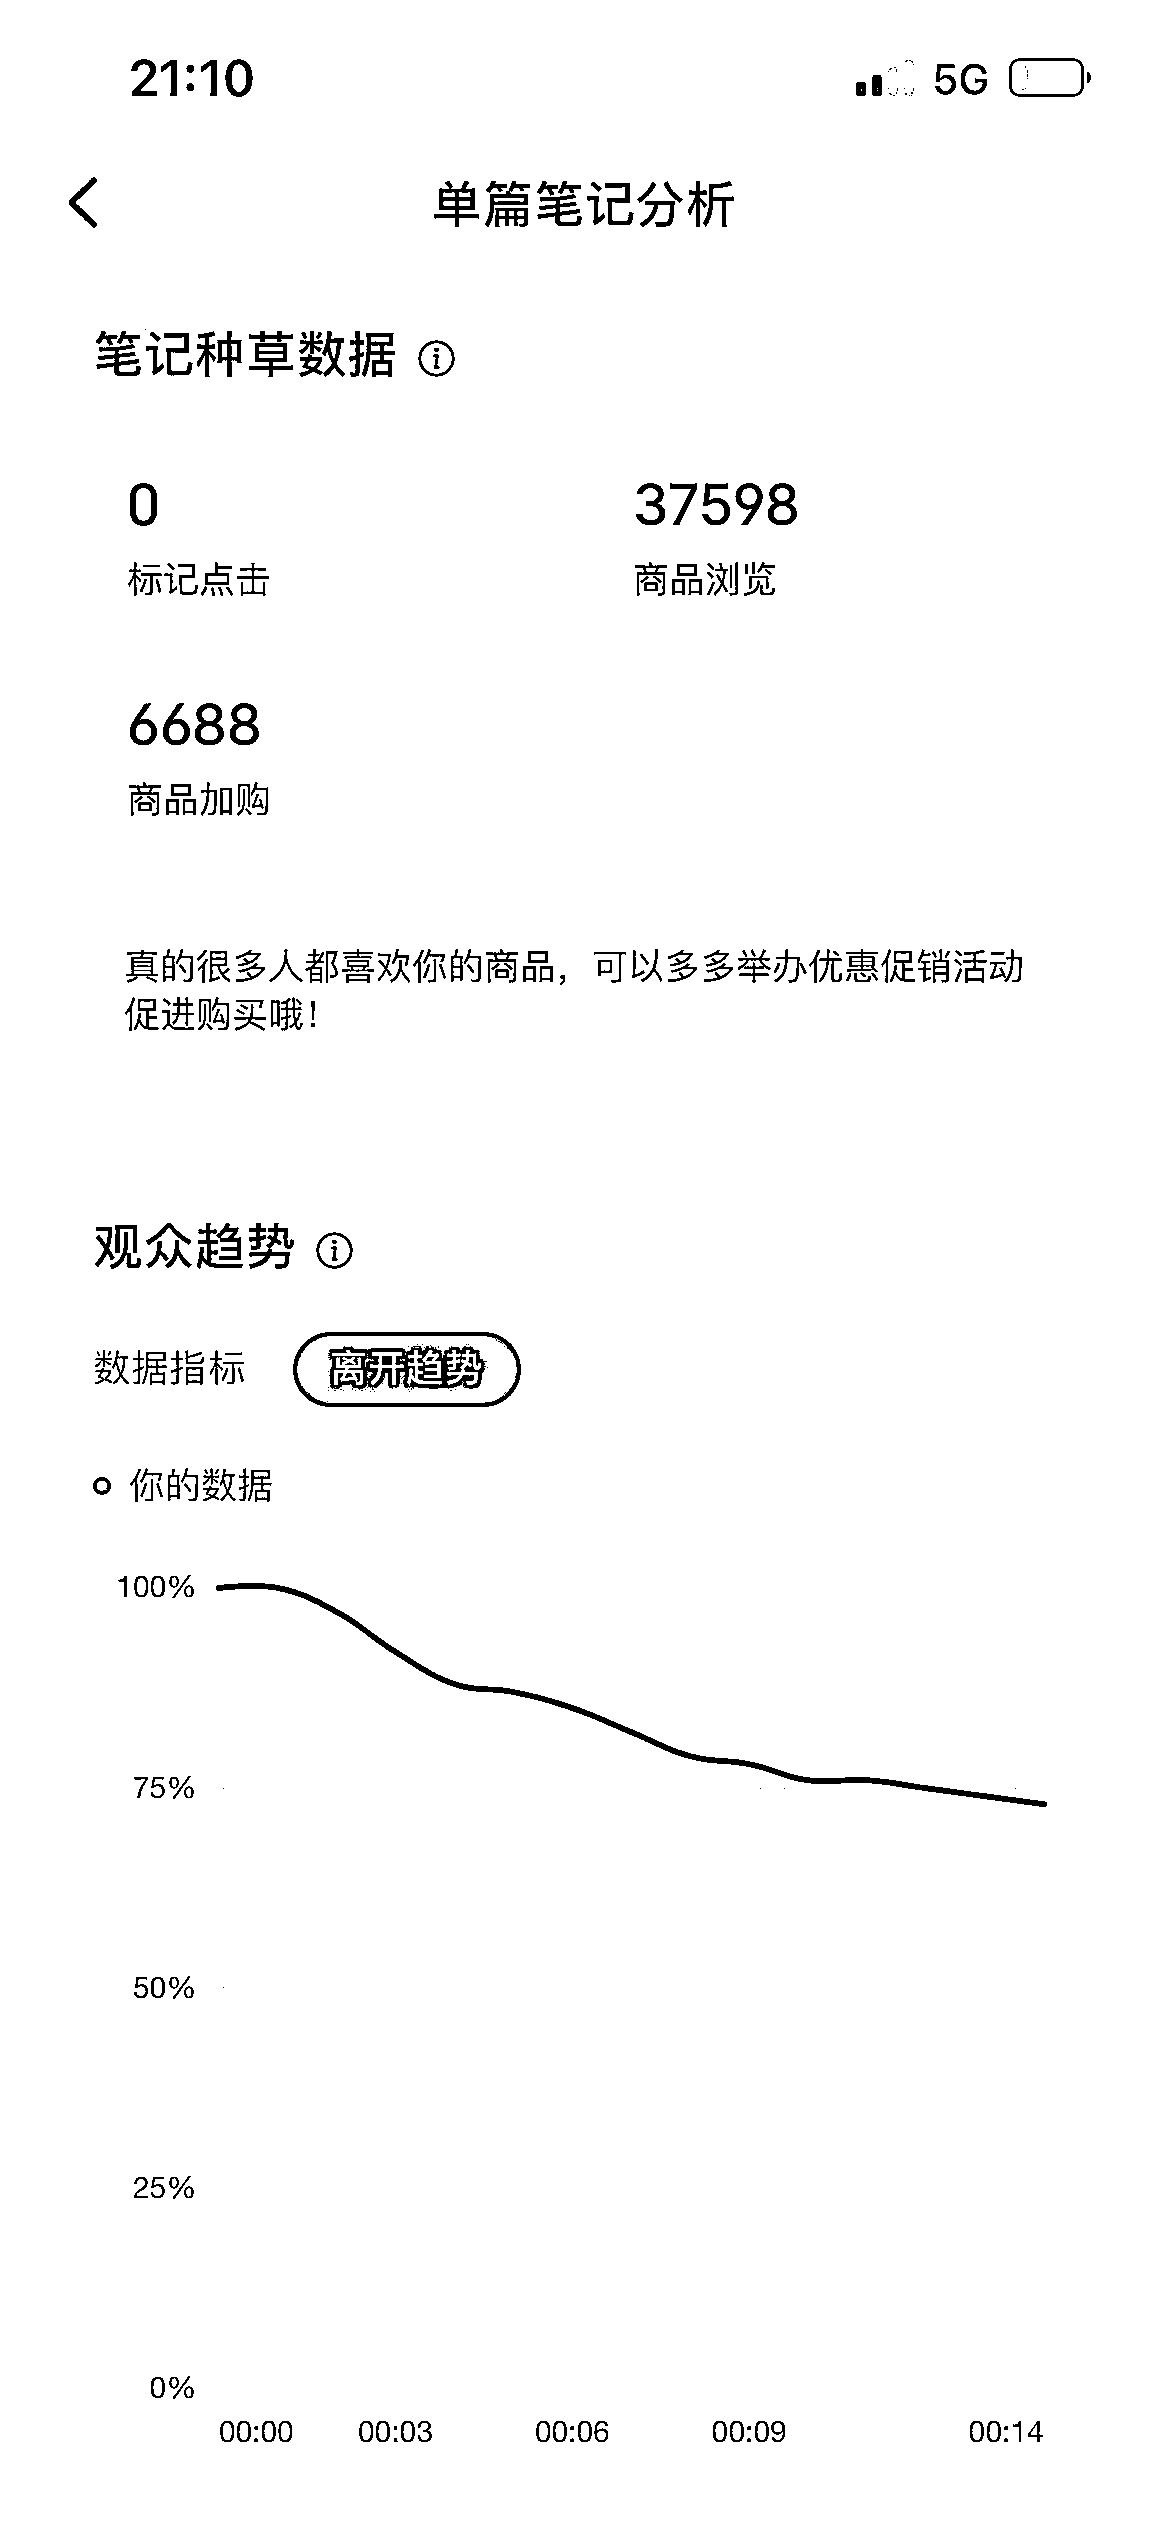 21:10
5G
单篇笔记分析
笔记种草数据
0
37598
标记点击
商品浏览
6688
商品加购
真的很多人都喜欢你的商品，可以多多举办优惠促销活动
促进购买哦！
观众趋势
数据指标
离开趋势
你的数据
100%
75%
50%
25%
0%
00:00
00:03
00:06
00:09
00:14